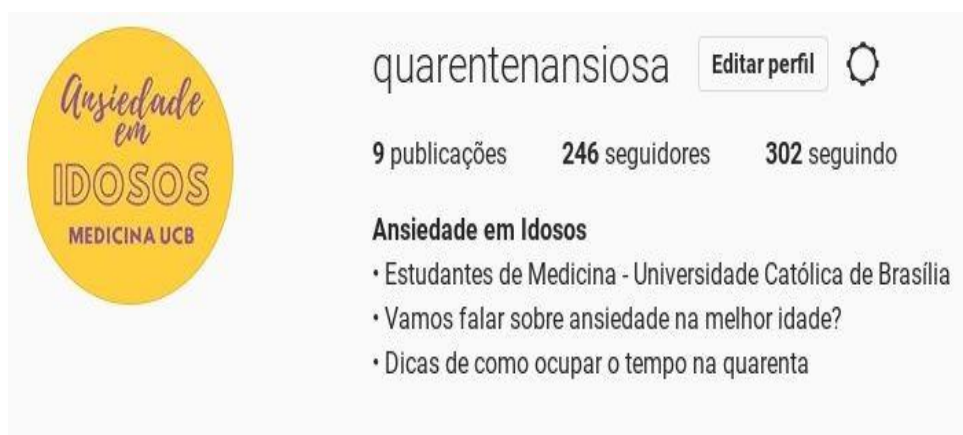 Ansiedade
em
IDOSOS
MEDICINA UCB
quarentenansiosa Editar perfil
9 publicações 246 seguidores 302 seguindo
Ansiedade em Idosos
• Estudantes de Medicina - Universidade Católica de Brasília
• Vamos falar sobre ansiedade na melhor idade?
• Dicas de como ocupar o tempo na quarenta